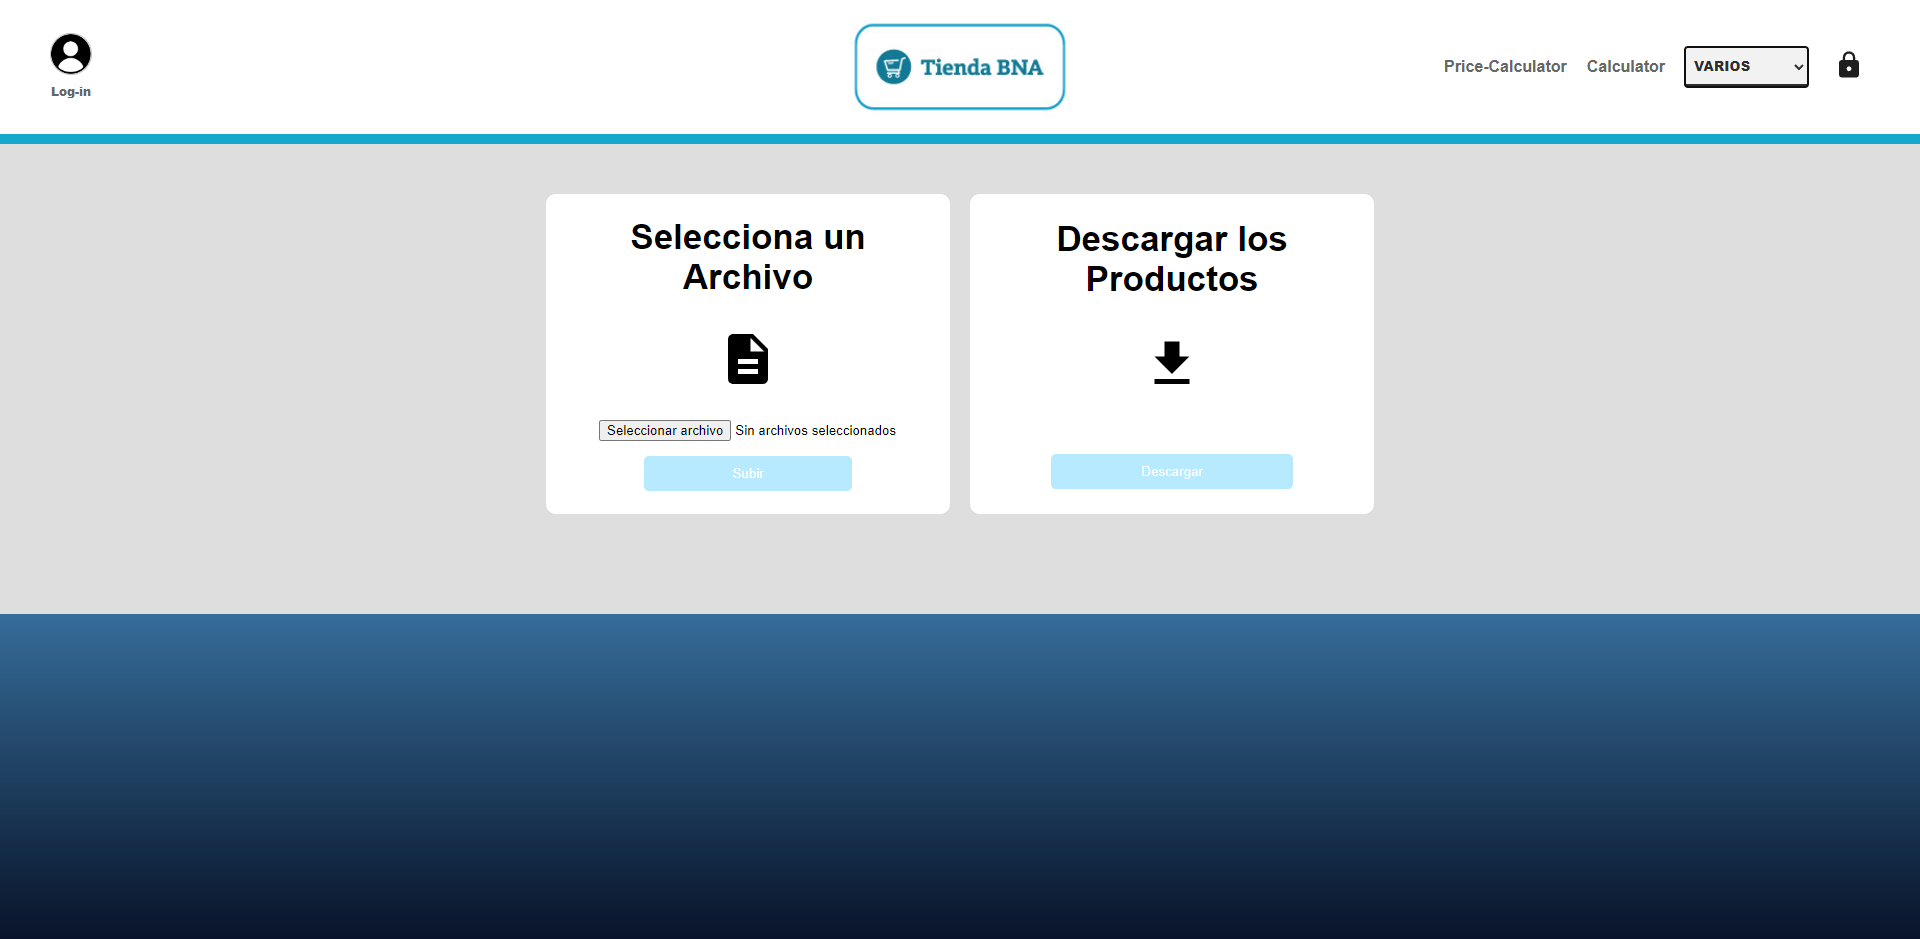 Log-in
Tienda BNA
Price-Calculator
Calculator
VARIOS
Selecciona un
Archivo
Seleccionar archivo Sin archivos seleccionados
Subir
Descargar los
Productos
Descargar